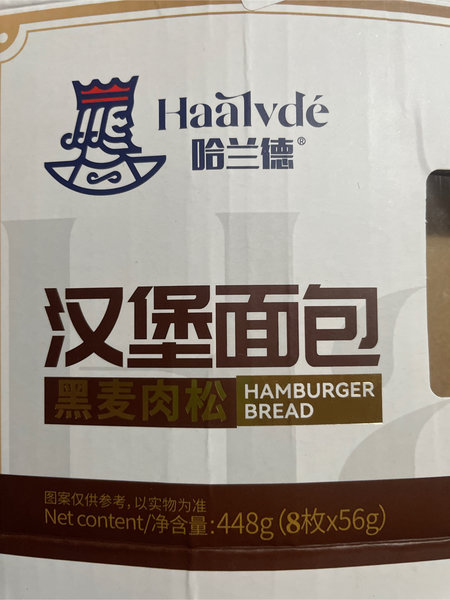 Haalvdé
哈兰德®
汉堡面包
黑麦肉松 HAMBURGER
BREAD
图案仅供参考，以实物为准
Net content/净含量:448g(8枚x56g)